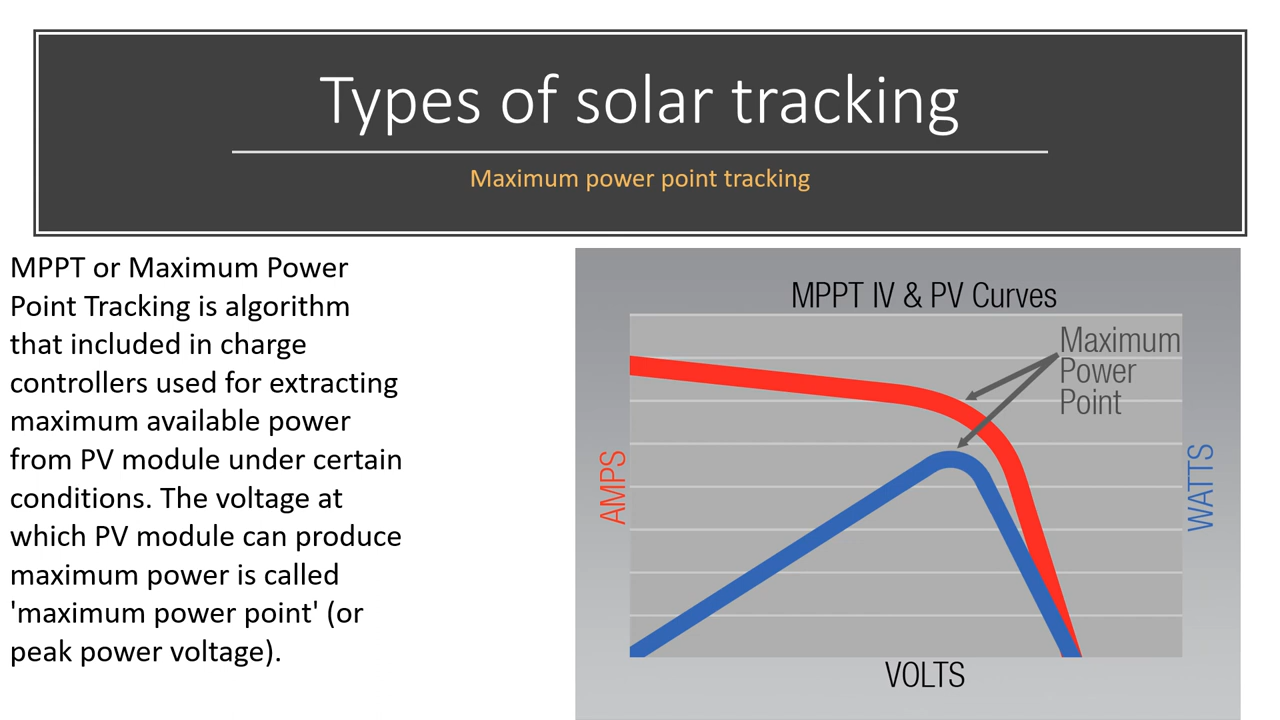 Types of solar tracking
Maximum power point tracking
MPPT or Maximum Power
Point Tracking is algorithm
that included in charge
controllers used for extracting
maximum available power
from PV module under certain
conditions. The voltage at
which PV module can produce
maximum power is called
'maximum power point' (or
peak power voltage).
MPPT IV & PV Curves
Maximum
Power
Point
AMPS
WATTS
VOLTS